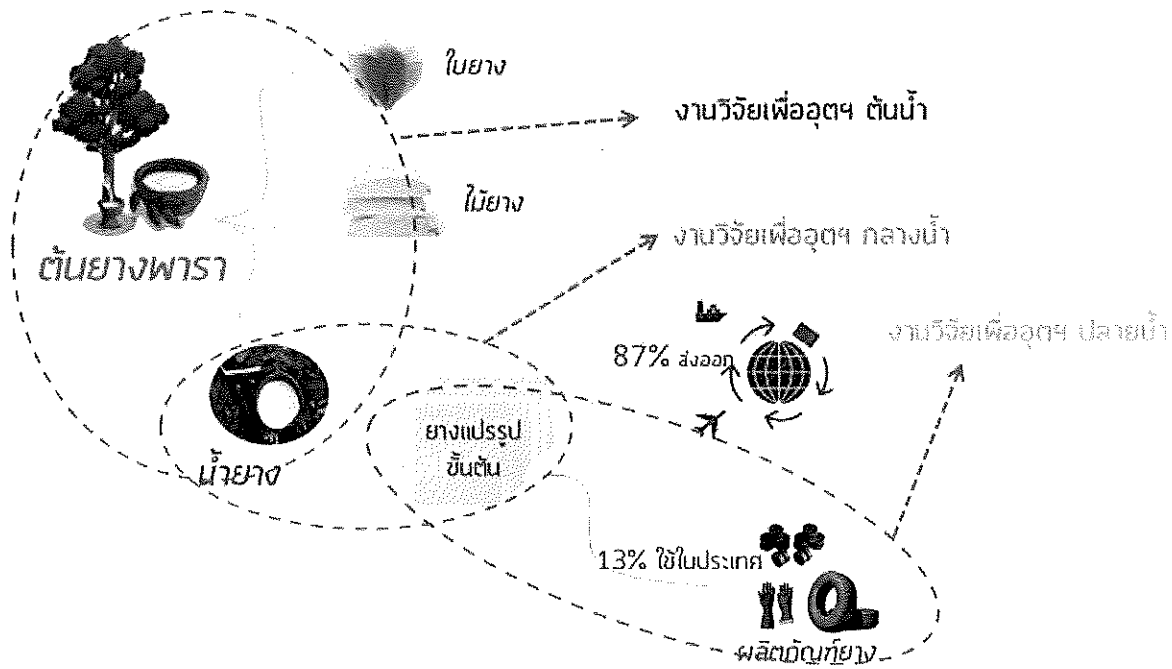 ใบยาง
งานวิจัยเพื่ออุตฯ ต้นน้ำ
ไม้ยาง
ต้นยางพารา
งานวิจัยเพื่ออุตฯ กลางน้ำ
งานวิจัยเพื่ออุตฯ ปลายน้ำ
87% ส่งออก
ยางแปรรูป
ขั้นต้น
น้ำยาง
13% ใช้ในประเทศ
ผลิตภัณฑ์ยาง